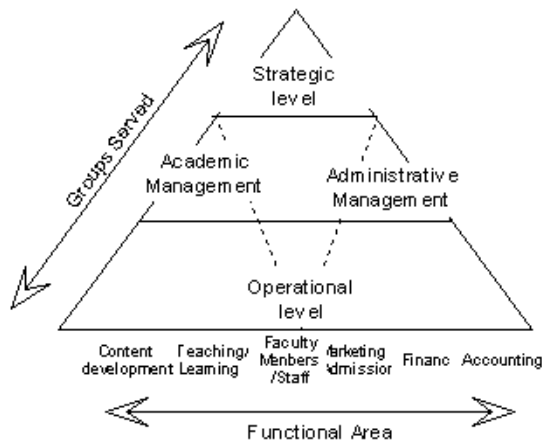 Strategic
level
Groups Served
Academic
Management
Administrative
Management
Operational
level
Content
development
Teaching/
Learning
Faculty
Members
/Staff
Marketing
Admission
Financ
Accounting
Functional Area